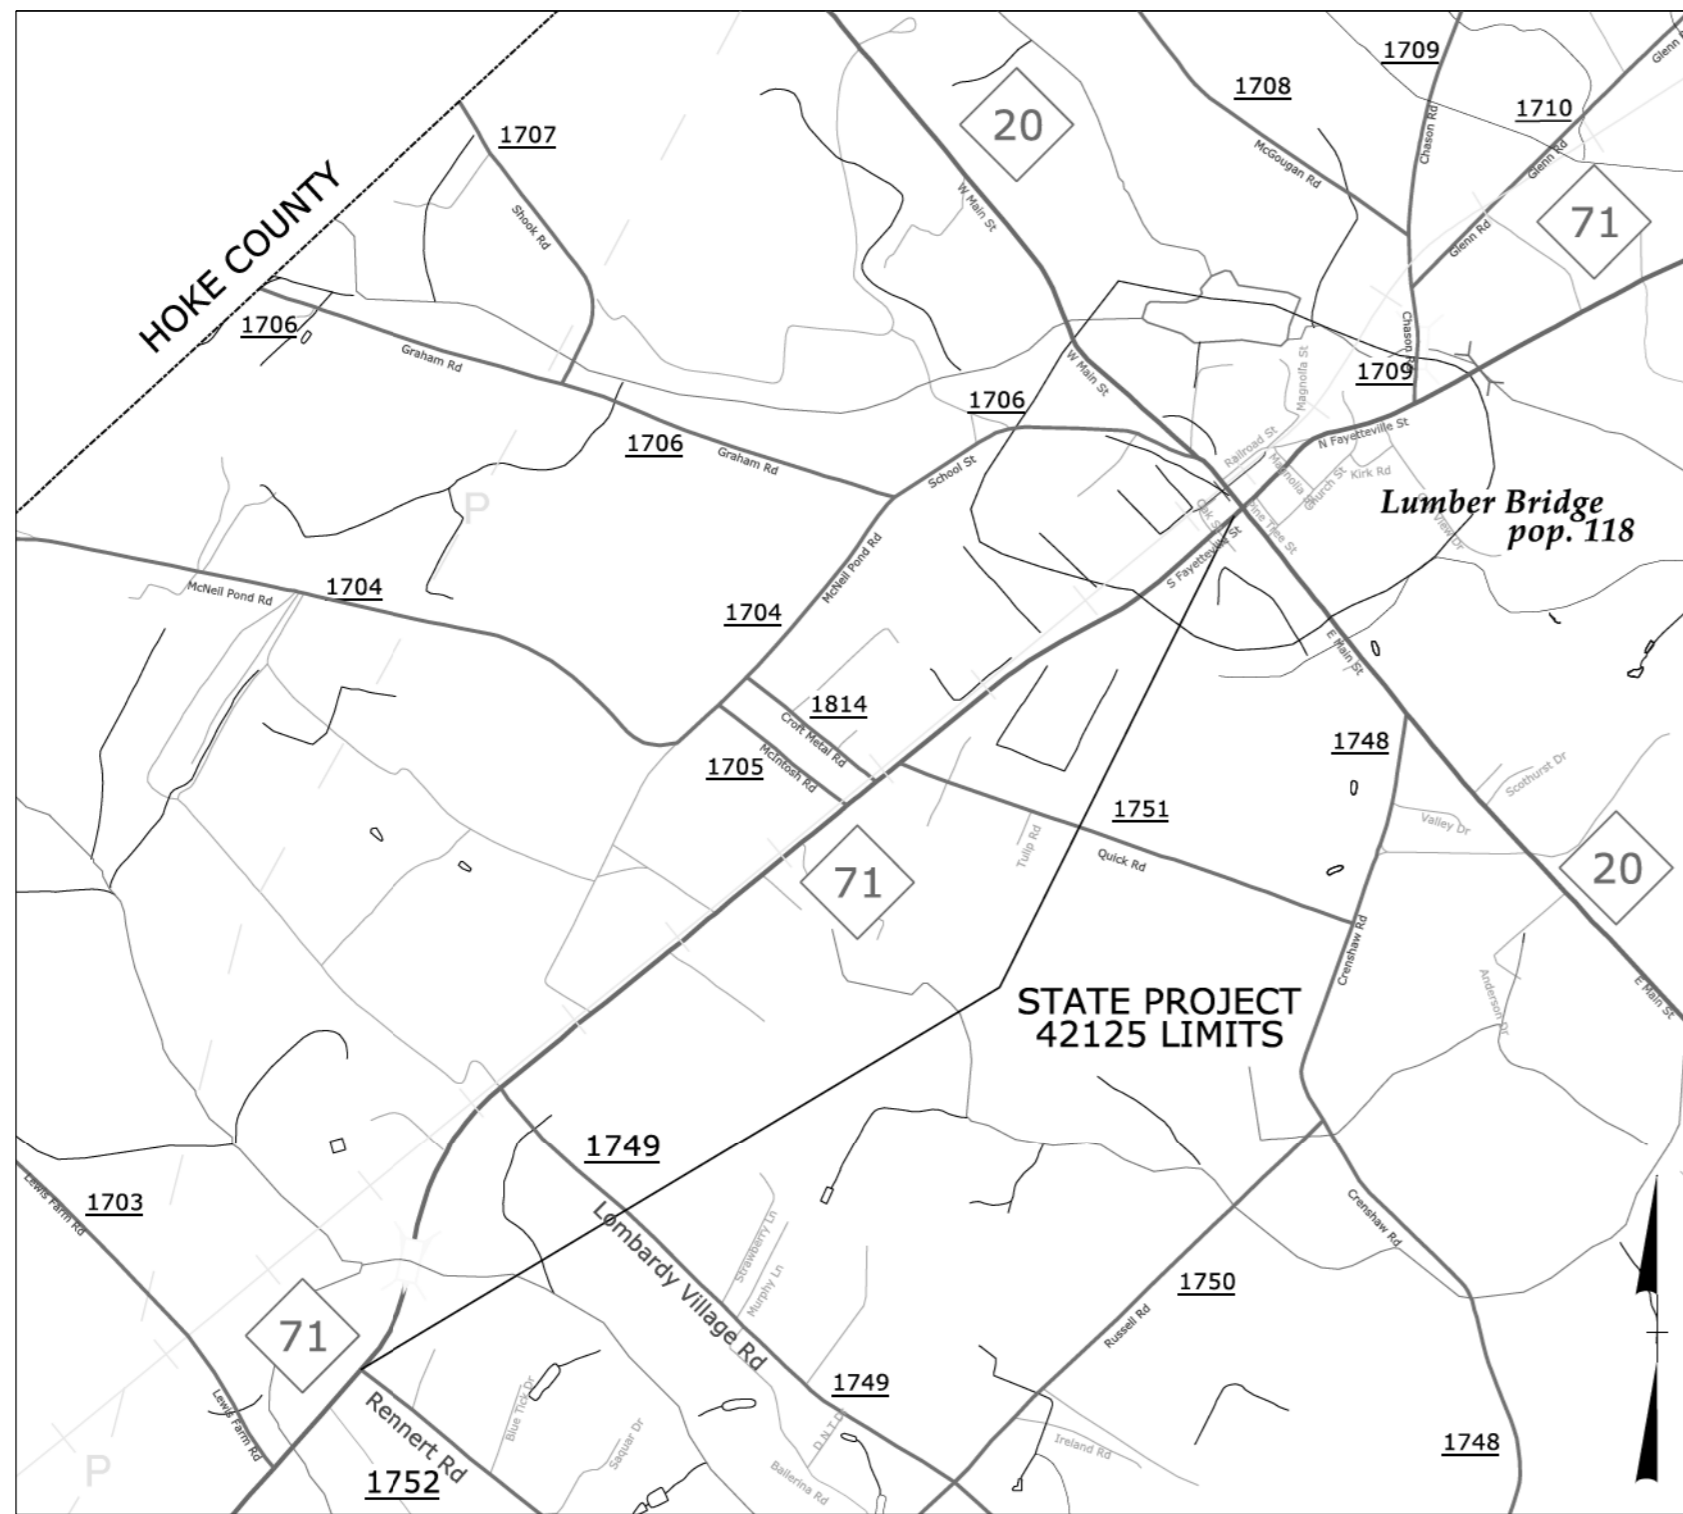 1709
Glenn
1708
1710
20
1707
Chason Rd
McGougan Rd
Glenn Rd
W Main St
HOKE COUNTY
Shook Rd
71
Glenn Rd
1706
Graham Rd
Chason Rd
W Main St
Magnolia St
1709
1706
1706
Graham Rd
School St
N Fayetteville St
Railroad St
Kirk Rd
Magnolia St
Church St
P
Lumber Bridge
pop. 118
Pine Tree St
View Dr
S Fayetteville St
McNeil Pond Rd
1704
McNeil Pond Rd
1704
E Main St
1814
Croft Metal Rd
1748
1705
McIntosh Rd
Scothurst Dr
1751
Valley Dr
Tulip Rd
Quick Rd
71
20
Crenshaw Rd
STATE PROJECT
42125 LIMITS
Anderson Dr
E Main St
1749
Lewis Farm Rd
1703
Lombardy Village Rd
Strawberry Ln
Murphy Ln
Crenshaw Rd
1750
Russell Rd
71
1749
Lewis Farm Rd
Rennert Rd
1752
Blue Tick Dr
Saquar Dr
D N T Dr
Ballerina Rd
Ireland Rd
1748
P